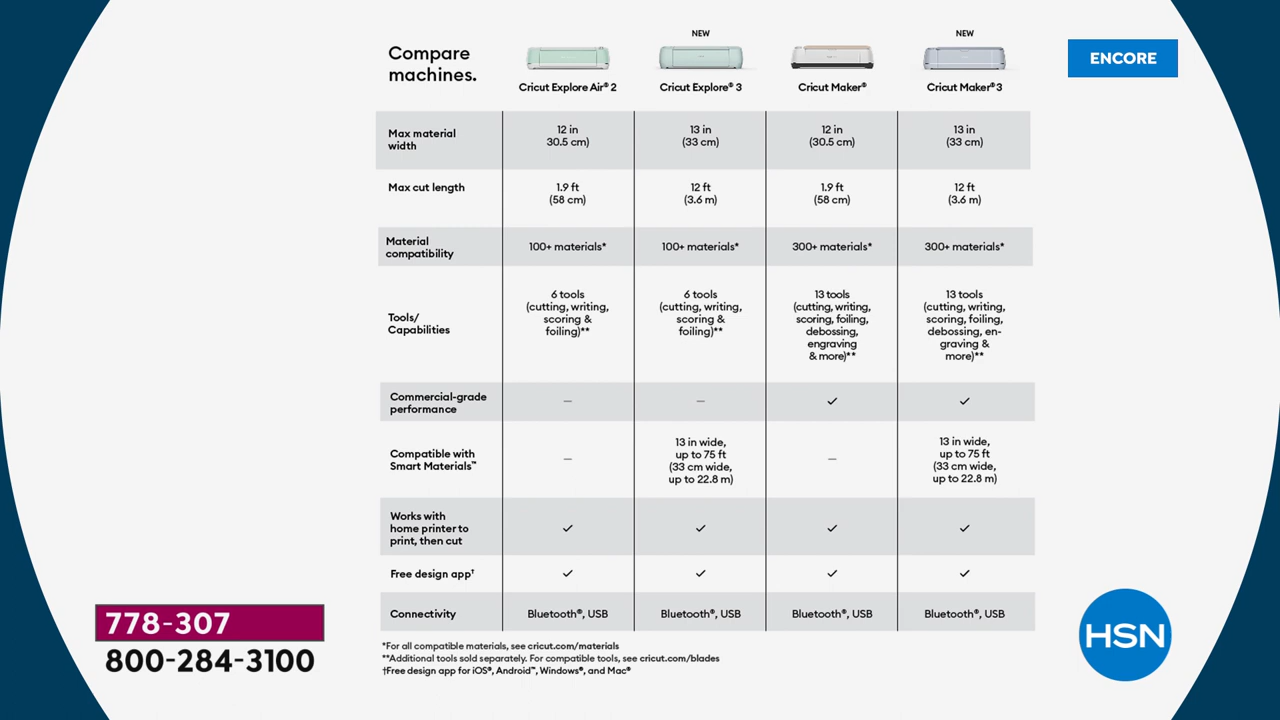 Compare
machines.
NEW
NEW
Cricut Explore Air® 2
Cricut Explore® 3
Cricut Maker®
Cricut Maker® 3
ENCORE
Max material
width
12 in
30.5 cm)
13 in
(33 cm)
12 in
(30.5 cm)
13 in
(33 cm)
Max cut length
1.9 ft
(58 cm)
12 ft
(3.6 m)
1.9 ft
(58 cm)
12 ft
(3.6 m)
Material
compatibility
100+ materials*
100+ materials*
300+ materials*
300+ materials*
Tools/
Capabilities
6 tools
(cutting, writing,
scoring &
foiling)**
6 tools
(cutting, writing,
scoring &
foiling)**
13 tools
(cutting, writing,
scoring, foiling,
debossing,
engraving
& more)**
13 tools
(cutting, writing,
scoring, foiling,
debossing, en-
graving &
more)**
Commercial-grade
performance
—
—
✓
✓
Compatible with
Smart Materials™
—
13 in wide,
up to 75 ft
(33 cm wide,
up to 22.8 m)
—
13 in wide,
up to 75 ft
(33 cm wide,
up to 22.8 m)
Works with
home printer to
print, then cut
✓
✓
✓
✓
Free design app†
✓
✓
✓
✓
Connectivity
Bluetooth®, USB
Bluetooth®, USB
Bluetooth®, USB
Bluetooth®, USB
*For all compatible materials, see cricut.com/materials
**Additional tools sold separately. For compatible tools, see cricut.com/blades
†Free design app for iOS®, Android™, Windows®, and Mac®
778-307
800-284-3100
HSN